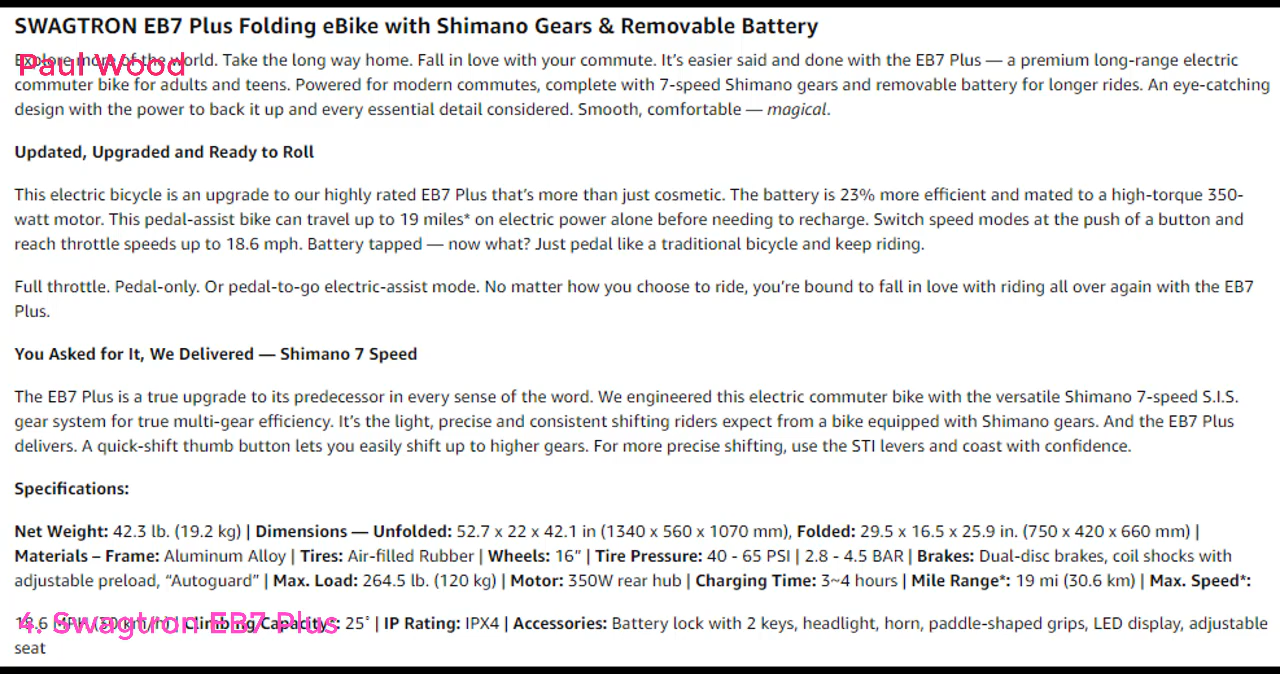 SWAGTRON EB7 Plus Folding eBike with Shimano Gears & Removable Battery
Explore more of the world. Take the long way home. Fall in love with your commute. It’s easier said and done with the EB7 Plus — a premium long-range electric
Paul Wood
commuter bike for adults and teens. Powered for modern commutes, complete with 7-speed Shimano gears and removable battery for longer rides. An eye-catching
design with the power to back it up and every essential detail considered. Smooth, comfortable — magical.
Updated, Upgraded and Ready to Roll
This electric bicycle is an upgrade to our highly rated EB7 Plus that’s more than just cosmetic. The battery is 23% more efficient and mated to a high-torque 350-
watt motor. This pedal-assist bike can travel up to 19 miles* on electric power alone before needing to recharge. Switch speed modes at the push of a button and
reach throttle speeds up to 18.6 mph. Battery tapped — now what? Just pedal like a traditional bicycle and keep riding.
Full throttle. Pedal-only. Or pedal-to-go electric-assist mode. No matter how you choose to ride, you’re bound to fall in love with riding all over again with the EB7
Plus.
You Asked for It, We Delivered — Shimano 7 Speed
The EB7 Plus is a true upgrade to its predecessor in every sense of the word. We engineered this electric commuter bike with the versatile Shimano 7-speed S.I.S.
gear system for true multi-gear efficiency. It’s the light, precise and consistent shifting riders expect from a bike equipped with Shimano gears. And the EB7 Plus
delivers. A quick-shift thumb button lets you easily shift up to higher gears. For more precise shifting, use the STI levers and coast with confidence.
Specifications:
Net Weight: 42.3 lb. (19.2 kg) | Dimensions — Unfolded: 52.7 x 22 x 42.1 in (1340 x 560 x 1070 mm), Folded: 29.5 x 16.5 x 25.9 in. (750 x 420 x 660 mm) |
Materials – Frame: Aluminum Alloy | Tires: Air-filled Rubber | Wheels: 16” | Tire Pressure: 40 - 65 PSI | 2.8 - 4.5 BAR | Brakes: Dual-disc brakes, coil shocks with
adjustable preload, “Autoguard” | Max. Load: 264.5 lb. (120 kg) | Motor: 350W rear hub | Charging Time: 3~4 hours | Mile Range*: 19 mi (30.6 km) | Max. Speed*:
18.6 MPH (30 km/h) | Climbing Capacity*: 25˚ | IP Rating: IPX4 | Accessories: Battery lock with 2 keys, headlight, horn, paddle-shaped grips, LED display, adjustable
4. Swagtron EB7 Plus
seat